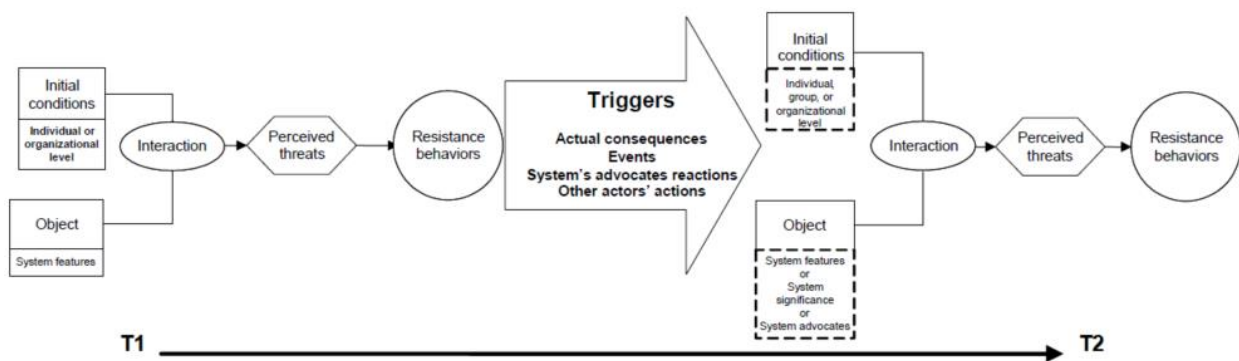 Initial
conditions
Individual or
organizational
level
Object
System features
Interaction
Perceived
threats
Resistance
behaviors
Triggers
Actual consequences
Events
System's advocates reactions
Other actors' actions
Initial
conditions
Individual,
group, or
organizational
level
Object
System features
or
System
significance
or
System advocates
Interaction
Perceived
threats
Resistance
behaviors
T1
T2